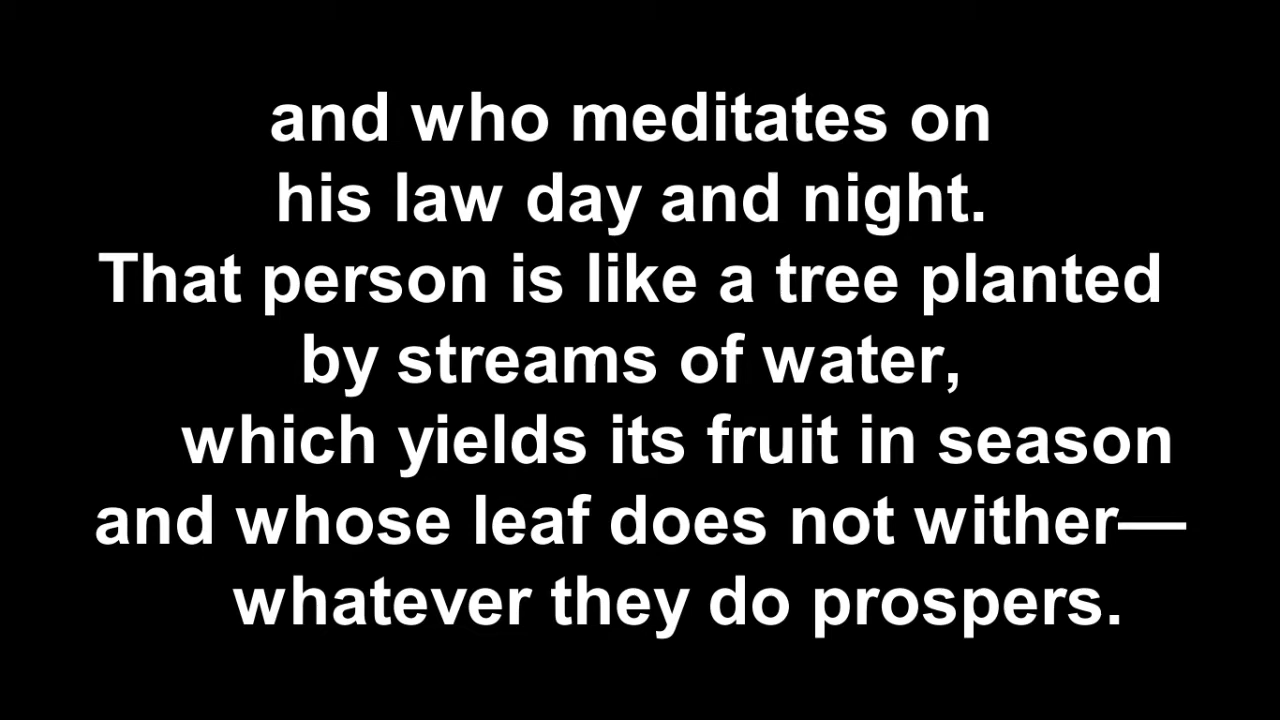 and who meditates on
his law day and night.
That person is like a tree planted
by streams of water,
which yields its fruit in season
and whose leaf does not wither—
whatever they do prospers.